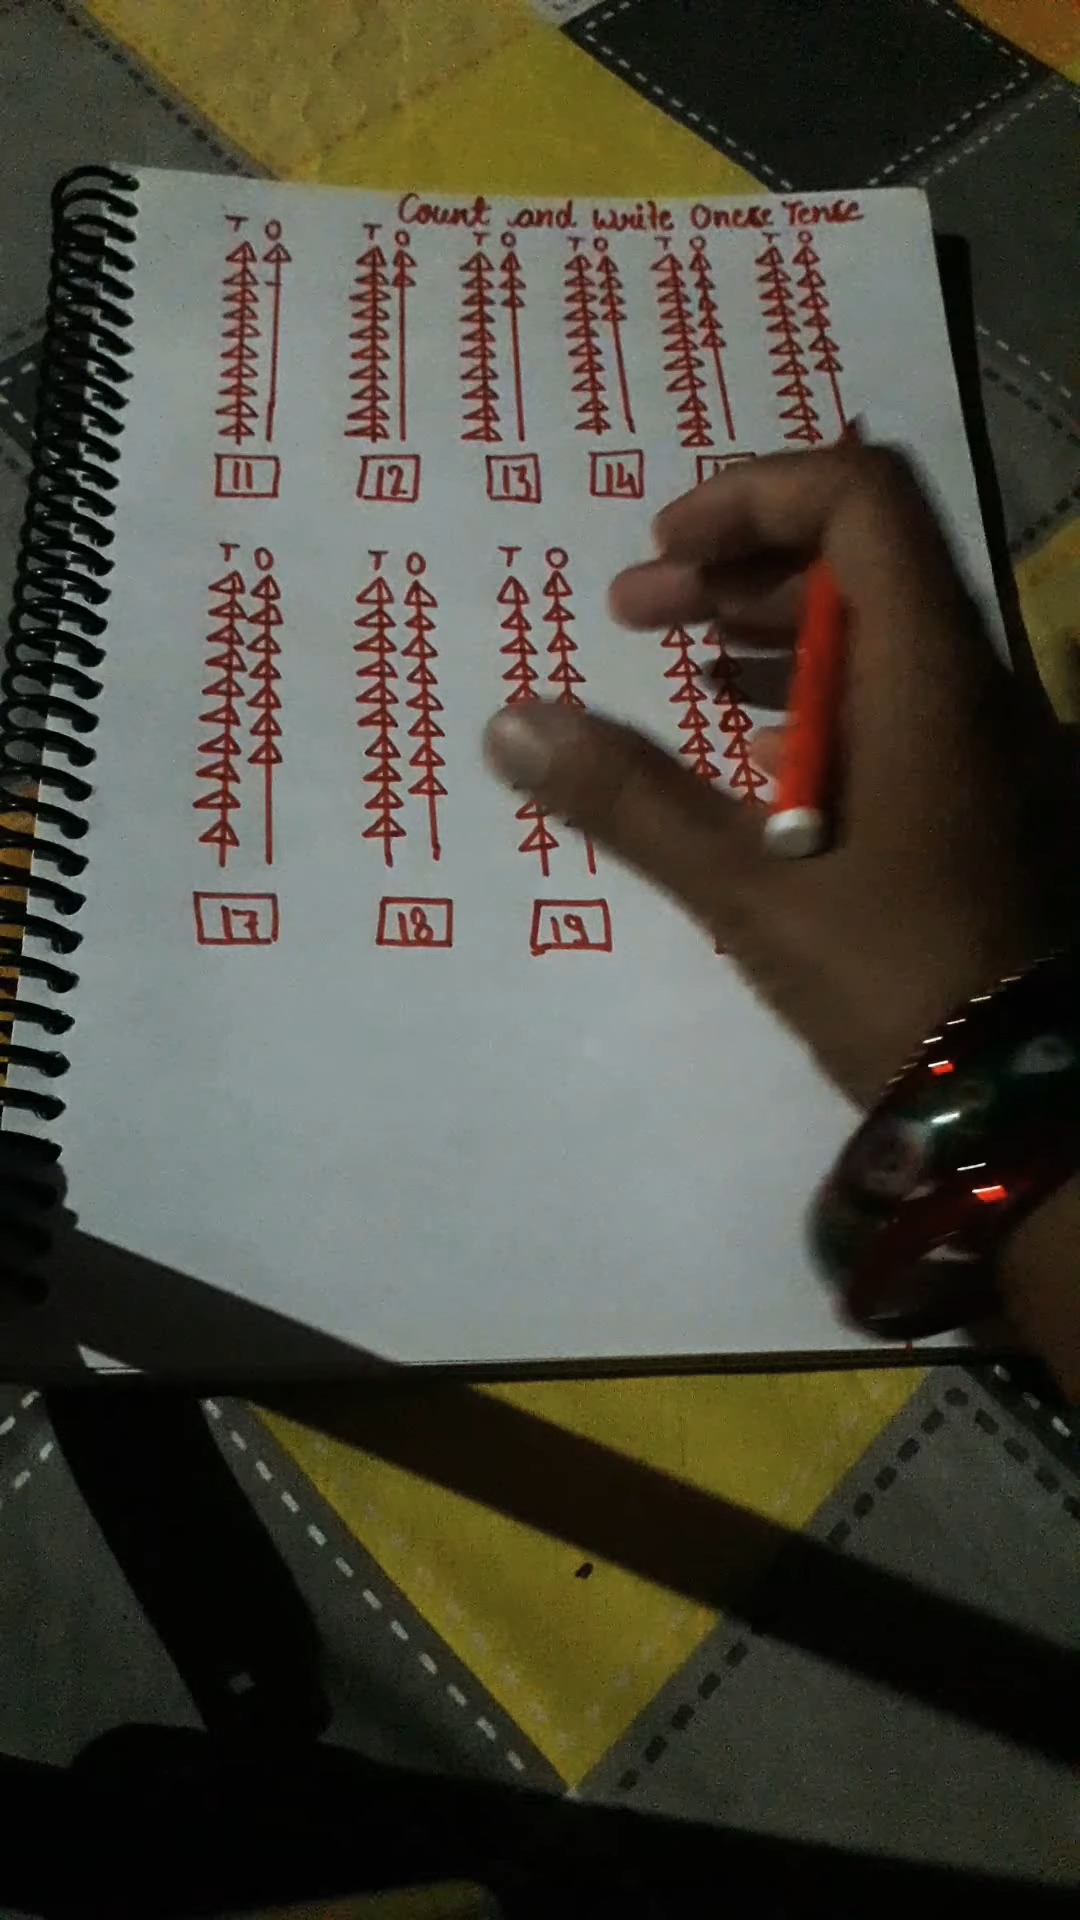 Count and write Onese Tense
T O T O T O T O T O T O
11 12 13 14
T O T O T O
17 18 19